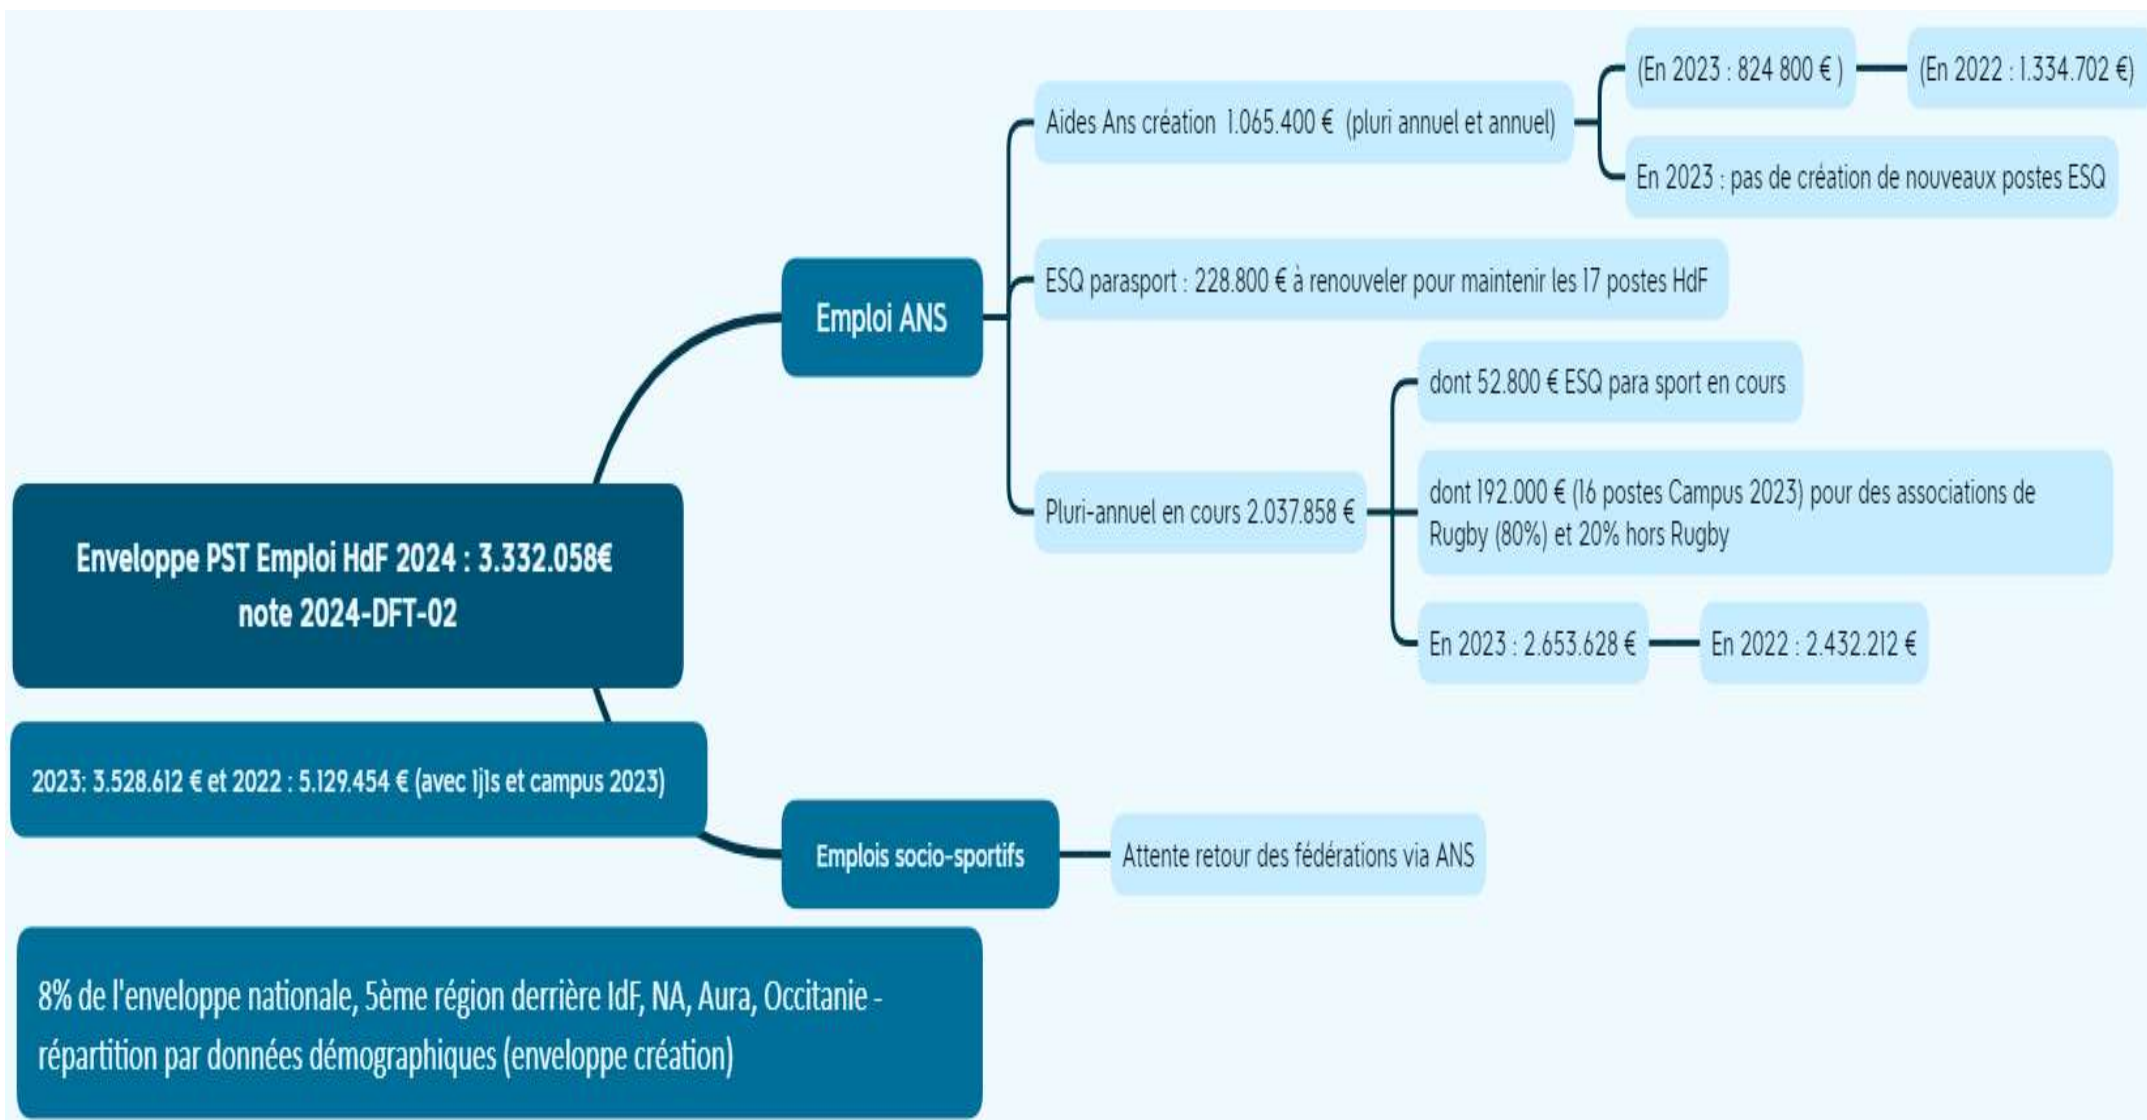 (En 2023 : 824 800 € )
(En 2022 : 1.334.702 €)
Aides Ans création 1.065.400 € (pluri annuel et annuel)
En 2023 : pas de création de nouveaux postes ESQ
Emploi ANS
ESQ parasport : 228.800 € à renouveler pour maintenir les 17 postes HdF
dont 52.800 € ESQ para sport en cours
Pluri-annuel en cours 2.037.858 €
dont 192.000 € (16 postes Campus 2023) pour des associations de
Rugby (80%) et 20% hors Rugby
En 2023 : 2.653.628 €
En 2022 : 2.432.212 €
Enveloppe PST Emploi HdF 2024 : 3.332.058€
note 2024-DFT-02
2023: 3.528.612 € et 2022 : 5.129.454 € (avec 1j1s et campus 2023)
Emplois socio-sportifs
Attente retour des fédérations via ANS
8% de l'enveloppe nationale, 5ème région derrière IdF, NA, Aura, Occitanie -
répartition par données démographiques (enveloppe création)